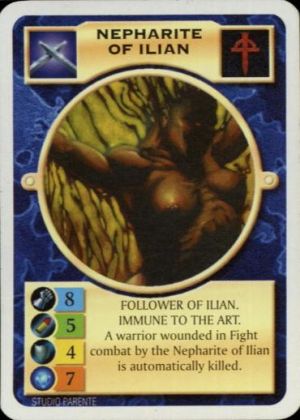 NEPHARITE
OF ILIAN
8
5
4
7
FOLLOWER OF ILIAN.
IMMUNE TO THE ART.
A warrior wounded in Fight
combat by the Nepharite of Ilian
is automatically killed.
STUDIO PARENTE